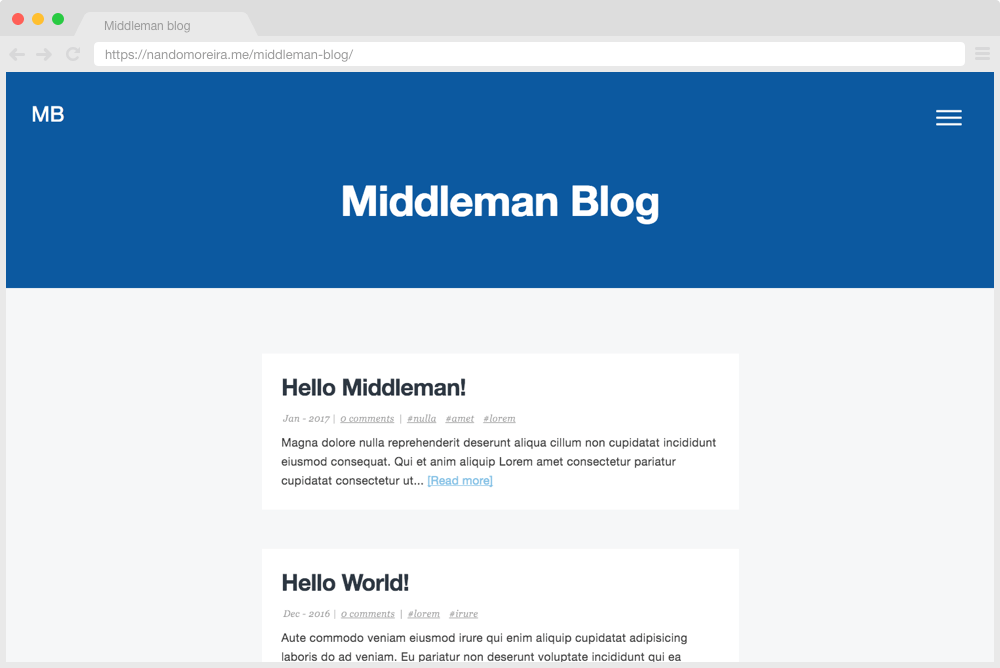 Middleman blog
https://nandomoreira.me/middleman-blog/
MB
Middleman Blog
Hello Middleman!
Jan - 2017 | 0 comments | #nulla #amet #lorem
Magna dolore nulla reprehenderit deserunt aliqua cillum non cupidatat incididunt
eiusmod consequat. Qui et anim aliquip Lorem amet consectetur pariatur
cupidatat consectetur ut... [Read more]
Hello World!
Dec - 2016 | 0 comments | #lorem #irure
Aute commodo veniam eiusmod irure qui enim aliquip cupidatat adipisicing
laboris do ad veniam. Eu pariatur non deserunt voluptate incididunt qui ea